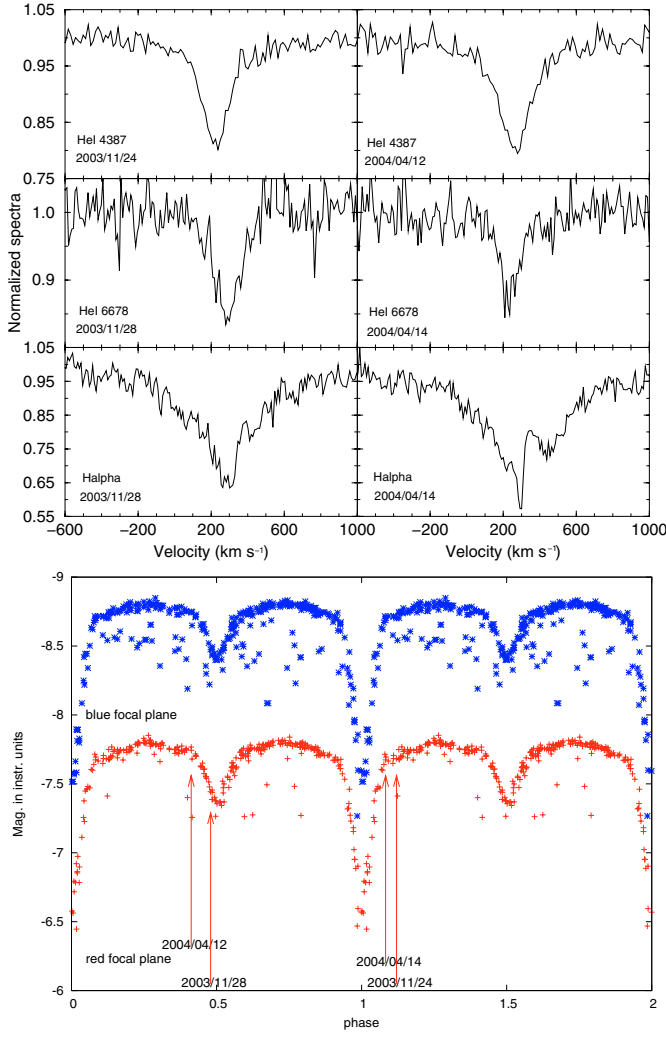 1.05
0.95
0.85
HeI 4387
2003/11/24
HeI 4387
2004/04/12
0.75
1.0
0.9
HeI 6678
2003/11/28
HeI 6678
2004/04/14
Normalized spectra
1.05
0.95
0.85
0.75
0.65
0.55
Halpha
2003/11/28
Halpha
2004/04/14
−600 −200 200 600 1000 −200 200 600 1000
Velocity (km s⁻¹) Velocity (km s⁻¹)
-9
-8.5
-8
-7.5
-7
-6.5
-6
Mag. in instr. units
blue focal plane
red focal plane
2004/04/12
2003/11/28
2004/04/14
2003/11/24
0 0.5 1 1.5 2
phase